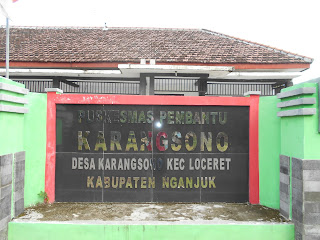 PUSKESMAS PEMBANTU
KARANGSONO
DESA KARANGSONO KEC LOCERET
KABUPATEN NGANJUK